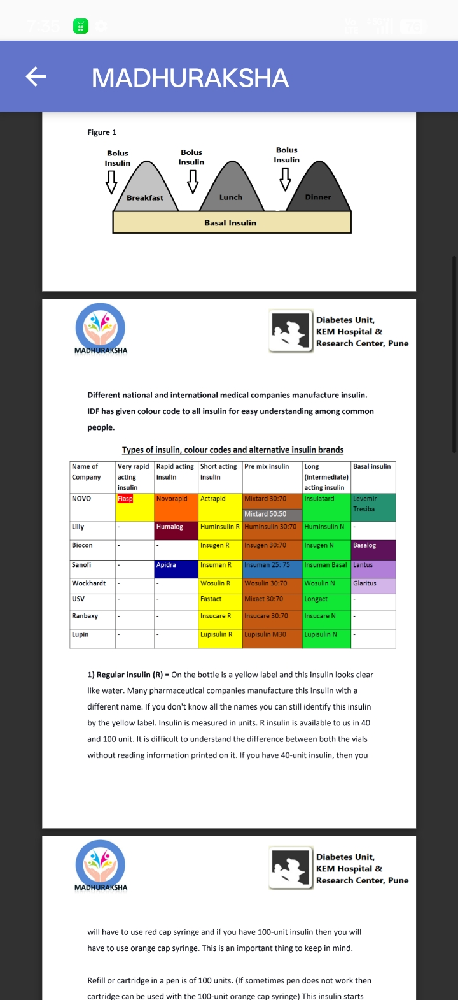 7:35
76
MADHURAKSHA
Figure 1
Bolus
Insulin
Bolus
Insulin
Bolus
Insulin
Breakfast
Lunch
Dinner
Basal Insulin
MADHURAKSHA
Diabetes Unit,
KEM Hospital &
Research Center, Pune
Different national and international medical companies manufacture insulin.
IDF has given colour code to all insulin for easy understanding among common
people.
Types of insulin, colour codes and alternative insulin brands
Name of Company | Very rapid acting insulin | Rapid acting insulin | Short acting insulin | Pre mix insulin | Long (intermediate) acting insulin | Basal insulin
NOVO | Fiasp | Novorapid | Actrapid | Mixtard 30:70 Mixtard 50:50 | Insulatard | Levemir Tresiba
Lilly | - | Humalog | Huminsulin R | Huminsulin 30:70 | Huminsulin N | -
Biocon | - | - | Insugen R | Insugen 30:70 | Insugen N | Basalog
Sanofi | - | Apidra | Insuman R | Insuman 25: 75 | Insuman Basal | Lantus
Wockhardt | - | - | Wosulin R | Wosulin 30:70 | Wosulin N | Glaritus
USV | - | - | Fastact | Mixact 30:70 | Longact | -
Ranbaxy | - | - | Insucare R | Insucare 30:70 | Insucare N | -
Lupin | - | - | Lupisulin R | Lupisulin M30 | Lupisulin N | -
1) Regular insulin (R) = On the bottle is a yellow label and this insulin looks clear
like water. Many pharmaceutical companies manufacture this insulin with a
different name. If you don't know all the names you can still identify this insulin
by the yellow label. Insulin is measured in units. R insulin is available to us in 40
and 100 unit. It is difficult to understand the difference between both the vials
without reading information printed on it. If you have 40-unit insulin, then you
MADHURAKSHA
Diabetes Unit,
KEM Hospital &
Research Center, Pune
will have to use red cap syringe and if you have 100-unit insulin then you will
have to use orange cap syringe. This is an important thing to keep in mind.
Refill or cartridge in a pen is of 100 units. (If sometimes pen does not work then
cartridge can be used with the 100-unit orange cap syringe) This insulin starts